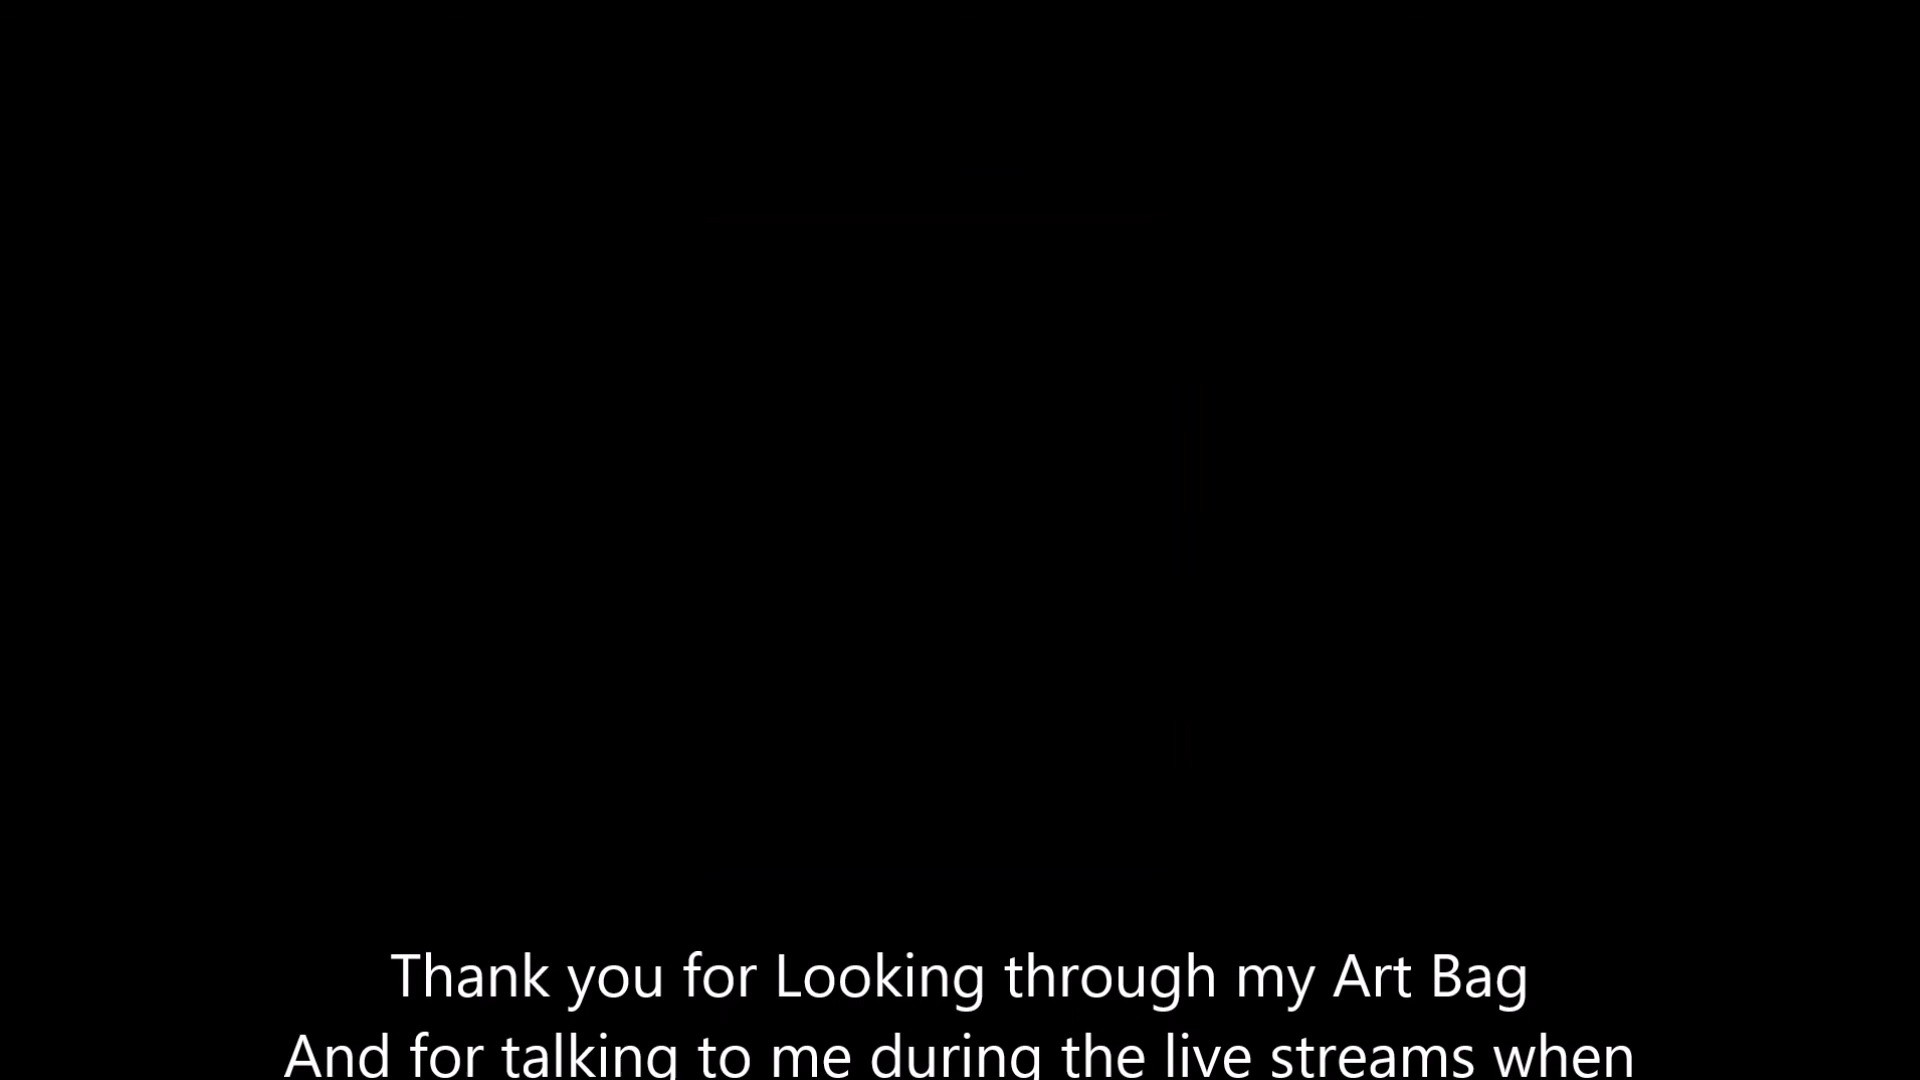 Thank you for Looking through my Art Bag
And for talking to me during the live streams when